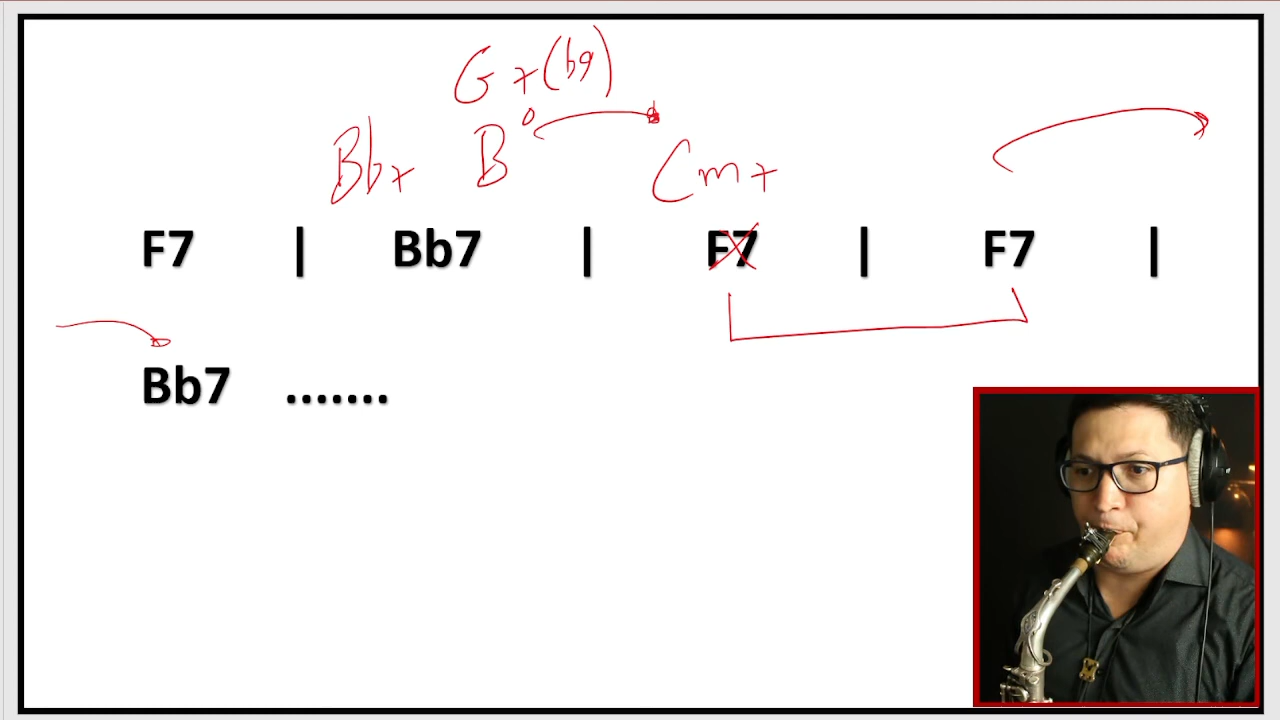 G7(b9)
Bb7 B° Cm7
F7 | Bb7 | F7 | F7 |
Bb7 .......